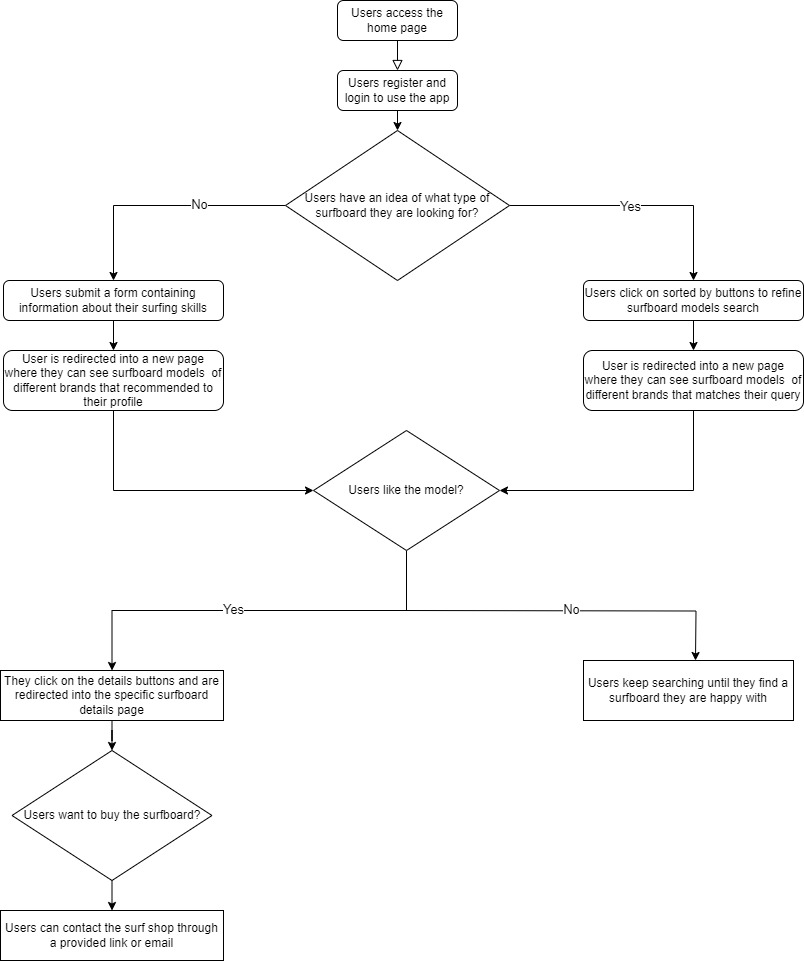 Users access the
home page
Users register and
login to use the app
Users have an idea of what type of
surfboard they are looking for?
No
Yes
Users submit a form containing
information about their surfing skills
Users click on sorted by buttons to refine
surfboard models search
User is redirected into a new page
where they can see surfboard models of
different brands that recommended to
their profile
User is redirected into a new page
where they can see surfboard models of
different brands that matches their query
Users like the model?
Yes
No
They click on the details buttons and are
redirected into the specific surfboard
details page
Users keep searching until they find a
surfboard they are happy with
Users want to buy the surfboard?
Users can contact the surf shop through
a provided link or email